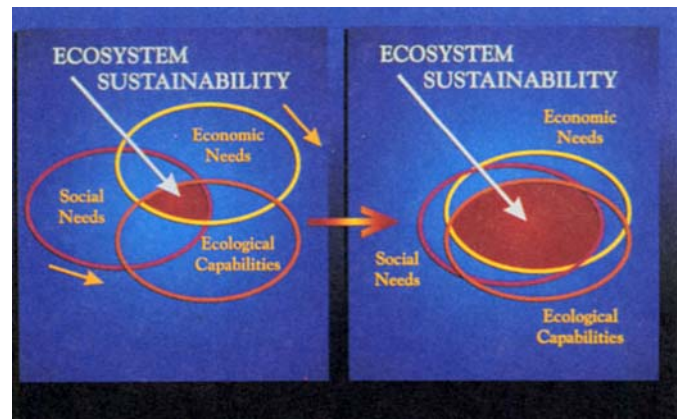 ECOSYSTEM
SUSTAINABILITY
Economic
Needs
Social
Needs
Ecological
Capabilities
ECOSYSTEM
SUSTAINABILITY
Economic
Needs
Social
Needs
Ecological
Capabilities